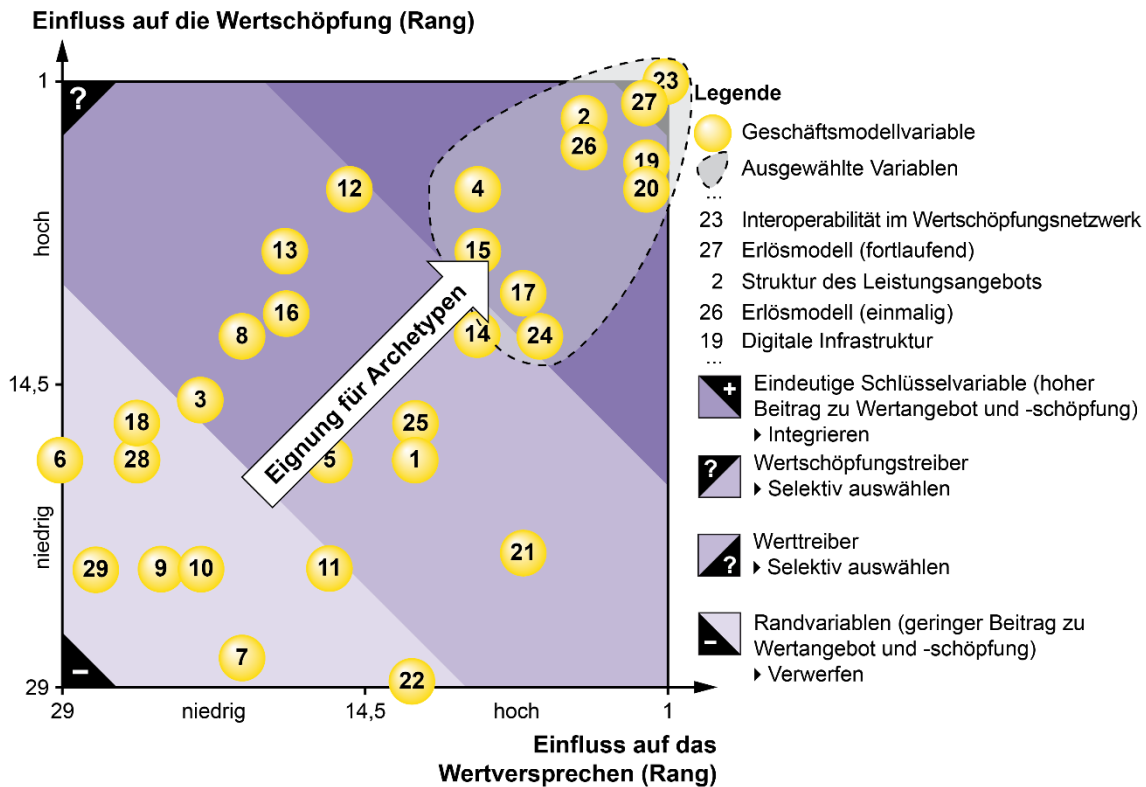 Einfluss auf die Wertschöpfung (Rang)
1
?
23
27
2
26
19
20
12
4
13
15
hoch
17
16
14
24
8
14,5
3
Eignung für Archetypen
18
25
6
28
5
1
niedrig
21
29
9
10
11
7
–
22
29
29
niedrig
14,5
hoch
1
Einfluss auf das
Wertversprechen (Rang)
Legende
Geschäftsmodellvariable
Ausgewählte Variablen
...
23 Interoperabilität im Wertschöpfungsnetzwerk
27 Erlösmodell (fortlaufend)
2 Struktur des Leistungsangebots
26 Erlösmodell (einmalig)
19 Digitale Infrastruktur
...
+ Eindeutige Schlüsselvariable (hoher
Beitrag zu Wertangebot und -schöpfung)
▸ Integrieren
? Wertschöpfungstreiber
▸ Selektiv auswählen
? Werttreiber
▸ Selektiv auswählen
– Randvariablen (geringer Beitrag zu
Wertangebot und -schöpfung)
▸ Verwerfen